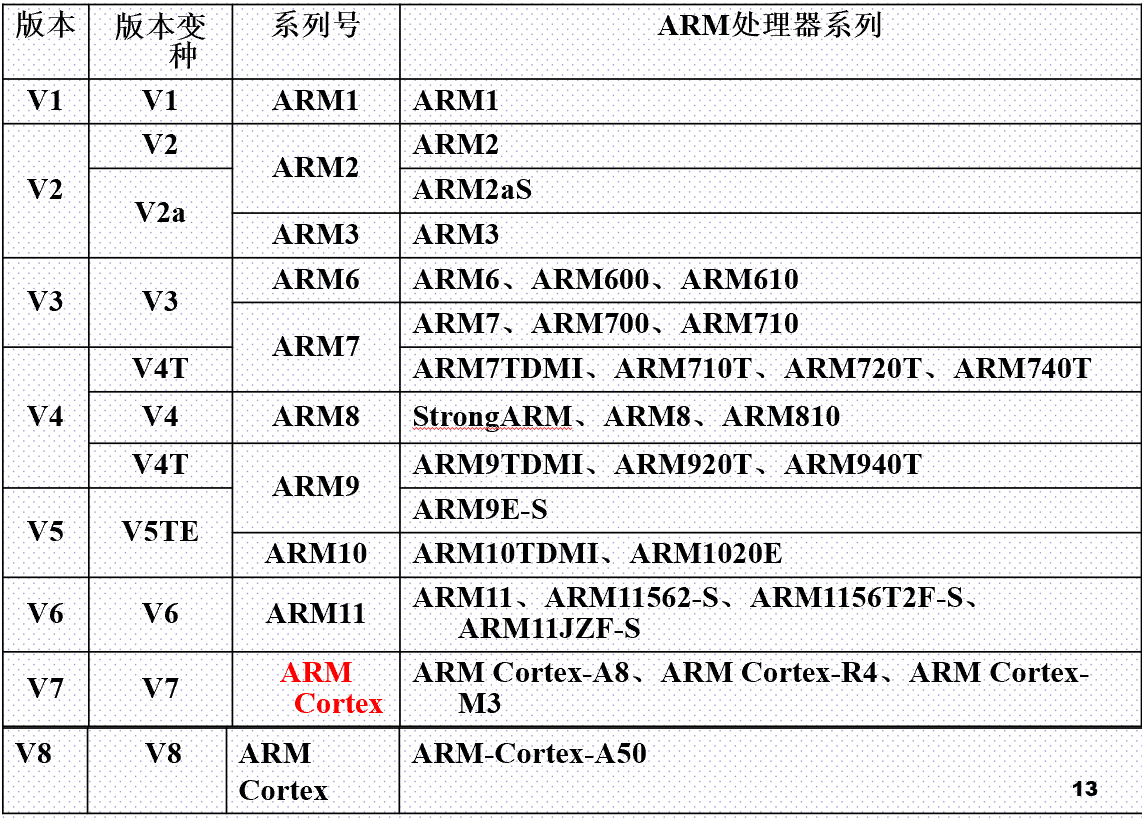 版本 版本变种 系列号 ARM处理器系列
V1 V1 ARM1 ARM1
V2 V2 ARM2 ARM2
V2a ARM2aS
ARM3 ARM3
V3 V3 ARM6 ARM6、ARM600、ARM610
ARM7 ARM7、ARM700、ARM710
V4 V4T ARM7TDMI、ARM710T、ARM720T、ARM740T
V4 ARM8 StrongARM、ARM8、ARM810
V4T ARM9 ARM9TDMI、ARM920T、ARM940T
V5 V5TE ARM9E-S
ARM10 ARM10TDMI、ARM1020E
V6 V6 ARM11 ARM11、ARM11562-S、ARM1156T2F-S、
ARM11JZF-S
V7 V7 ARM Cortex ARM Cortex-A8、ARM Cortex-R4、ARM Cortex-
M3
V8 V8 ARM Cortex ARM-Cortex-A50
13